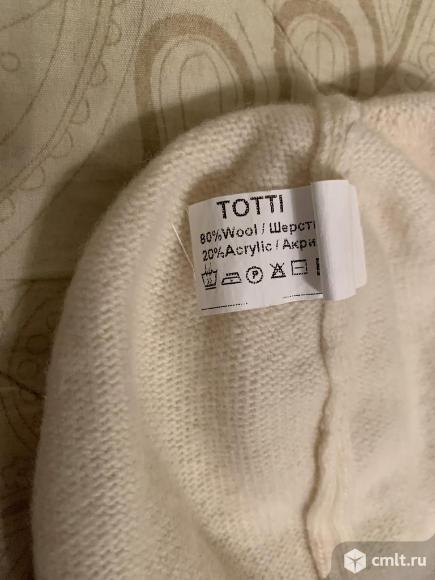 TOTTI
80%Wool / Шерст
20%Acrylic / Акри
P
cmlt.ru